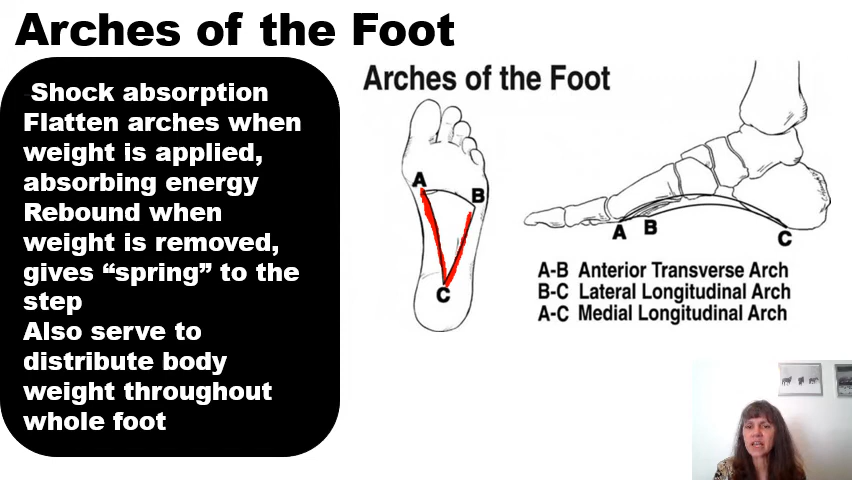 Arches of the Foot
Shock absorption
Flatten arches when
weight is applied,
absorbing energy
Rebound when
weight is removed,
gives “spring” to the
step
Also serve to
distribute body
weight throughout
whole foot
Arches of the Foot
A
B
C
A
B
C
A-B Anterior Transverse Arch
B-C Lateral Longitudinal Arch
A-C Medial Longitudinal Arch